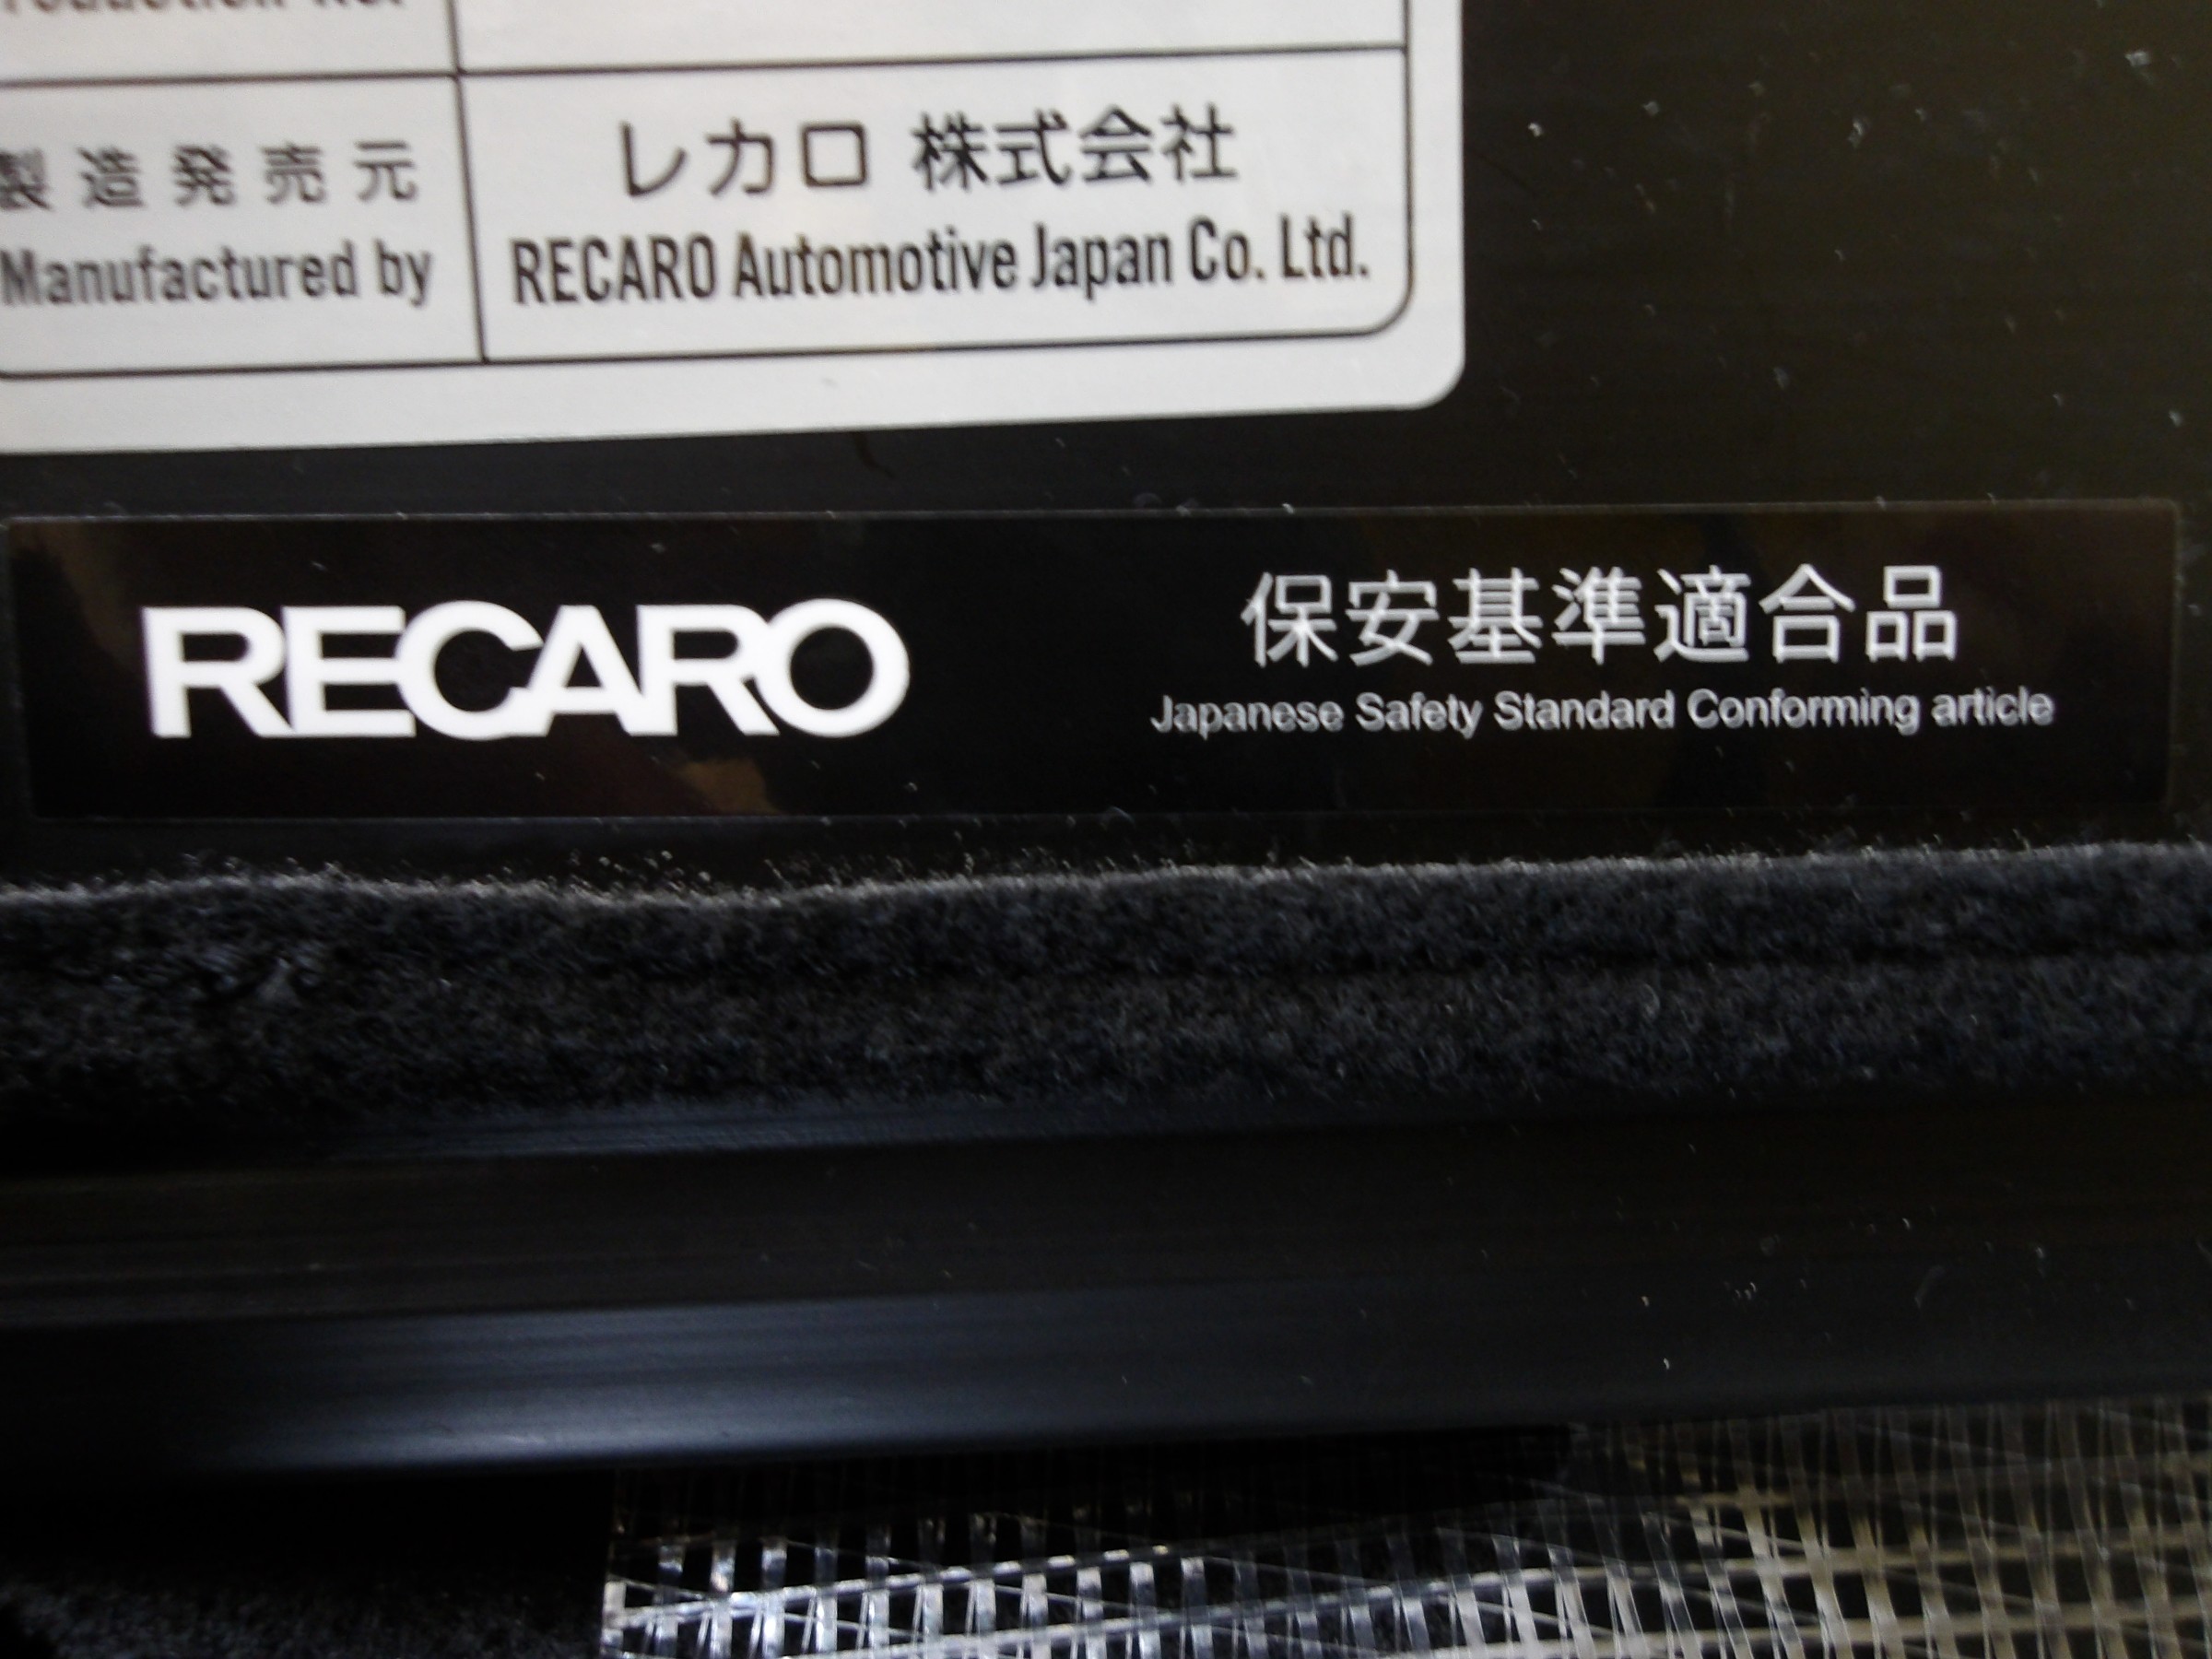 製造発売元
Manufactured by
レカロ 株式会社
RECARO Automotive Japan Co. Ltd.
RECARO
保安基準適合品
Japanese Safety Standard Conforming article